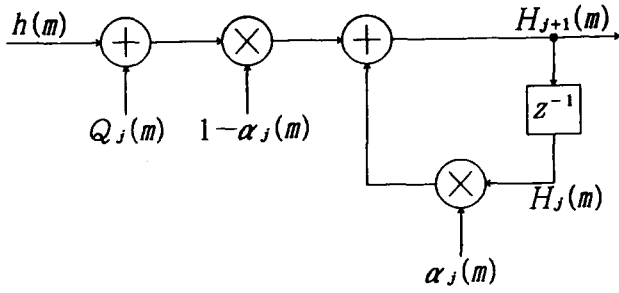 h(m)
H_{j+1}(m)
+
×
+
z^{-1}
Q_j(m)
1−α_j(m)
×
H_j(m)
α_j(m)